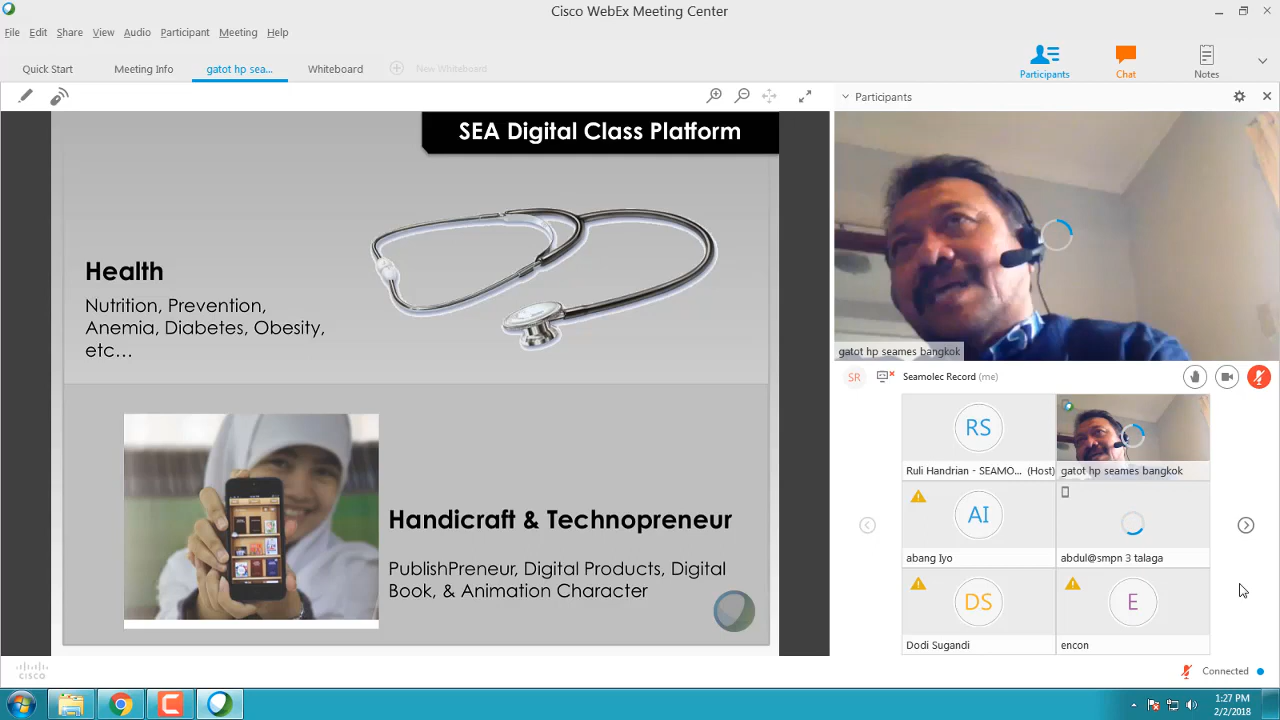 Cisco WebEx Meeting Center
File Edit Share View Audio Participant Meeting Help
Quick Start Meeting Info gatot hp sea... Whiteboard New Whiteboard
Participants Chat Notes
Participants
SEA Digital Class Platform
Health
Nutrition, Prevention,
Anemia, Diabetes, Obesity,
etc...
Handicraft & Technopreneur
PublishPreneur, Digital Products, Digital
Book, & Animation Character
gatot hp seames bangkok
SR Seamolec Record (me)
RS
Ruli Handrian - SEAMO... (Host)
gatot hp seames bangkok
AI
abang Iyo
abdul@smpn 3 talaga
DS
Dodi Sugandi
E
encon
CISCO
Connected
1:27 PM
2/2/2018